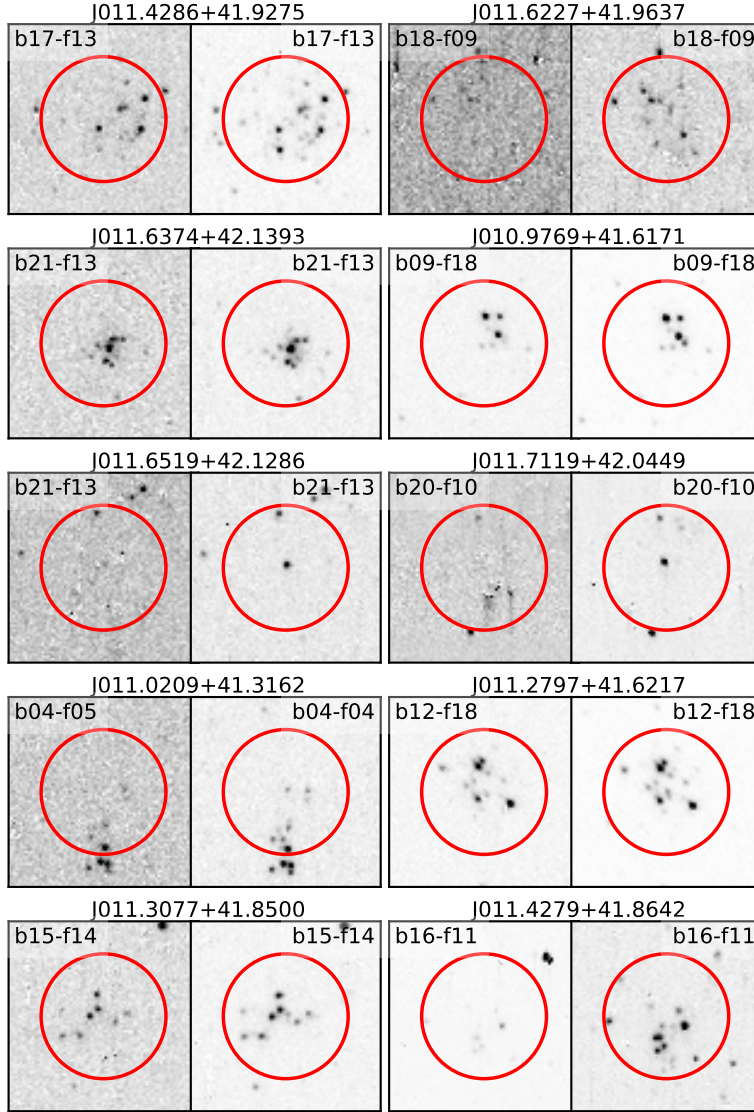 J011.4286+41.9275 J011.6227+41.9637
b17-f13 b17-f13 b18-f09 b18-f09
J011.6374+42.1393 J010.9769+41.6171
b21-f13 b21-f13 b09-f18 b09-f18
J011.6519+42.1286 J011.7119+42.0449
b21-f13 b21-f13 b20-f10 b20-f10
J011.0209+41.3162 J011.2797+41.6217
b04-f05 b04-f04 b12-f18 b12-f18
J011.3077+41.8500 J011.4279+41.8642
b15-f14 b15-f14 b16-f11 b16-f11